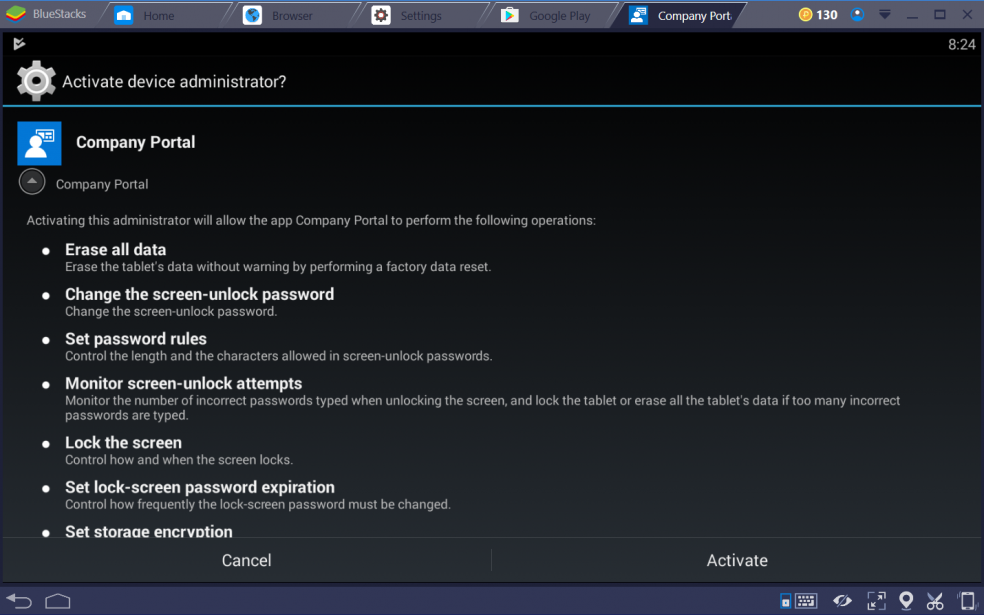 BlueStacks Home Browser Settings Google Play Company Port 130
8:24
Activate device administrator?
Company Portal
Company Portal
Activating this administrator will allow the app Company Portal to perform the following operations:
Erase all data
Erase the tablet's data without warning by performing a factory data reset.
Change the screen-unlock password
Change the screen-unlock password.
Set password rules
Control the length and the characters allowed in screen-unlock passwords.
Monitor screen-unlock attempts
Monitor the number of incorrect passwords typed when unlocking the screen, and lock the tablet or erase all the tablet's data if too many incorrect
passwords are typed.
Lock the screen
Control how and when the screen locks.
Set lock-screen password expiration
Control how frequently the lock-screen password must be changed.
Set storage encryption
Cancel Activate